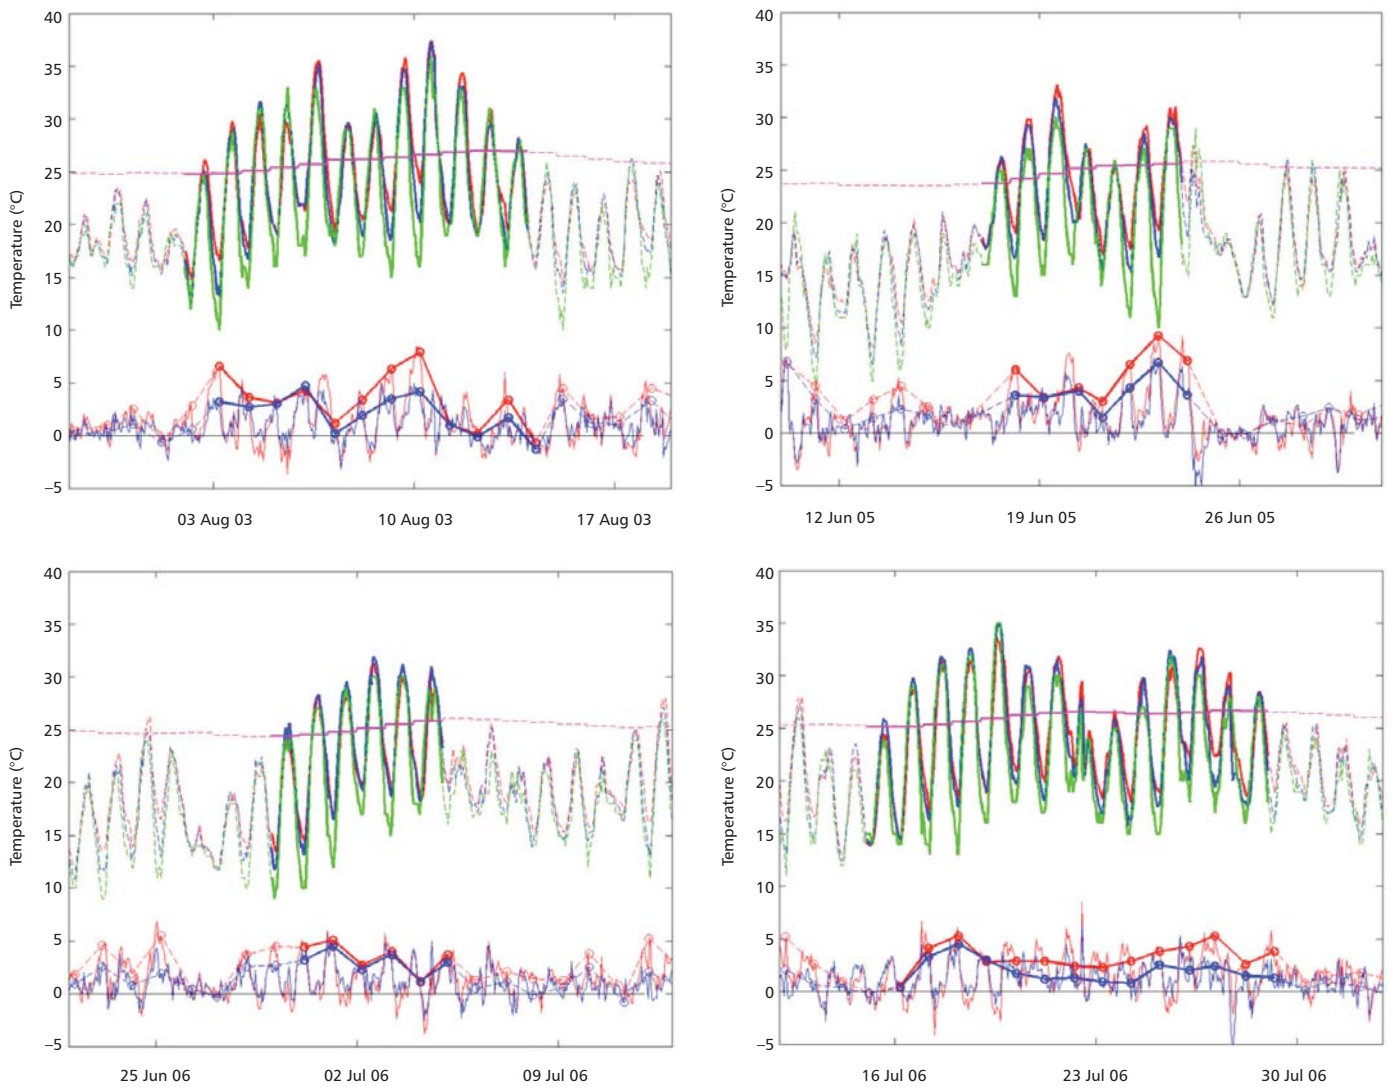 40
35
30
25
20
15
10
5
0
−5
Temperature (°C)
03 Aug 03
10 Aug 03
17 Aug 03
40
35
30
25
20
15
10
5
0
−5
Temperature (°C)
12 Jun 05
19 Jun 05
26 Jun 05
40
35
30
25
20
15
10
5
0
−5
Temperature (°C)
25 Jun 06
02 Jul 06
09 Jul 06
40
35
30
25
20
15
10
5
0
−5
Temperature (°C)
16 Jul 06
23 Jul 06
30 Jul 06